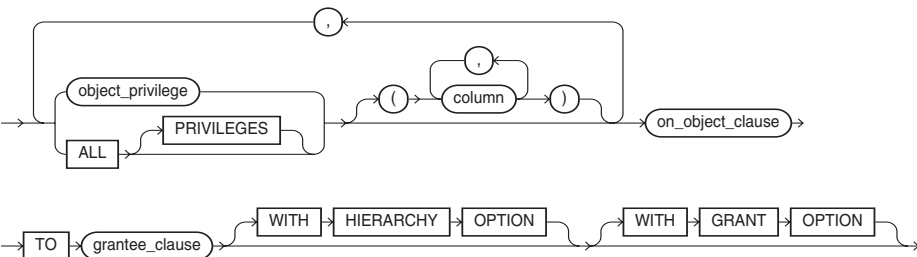 ,
,
object_privilege ( column )
PRIVILEGES on_object_clause
ALL
WITH HIERARCHY OPTION WITH GRANT OPTION
TO grantee_clause